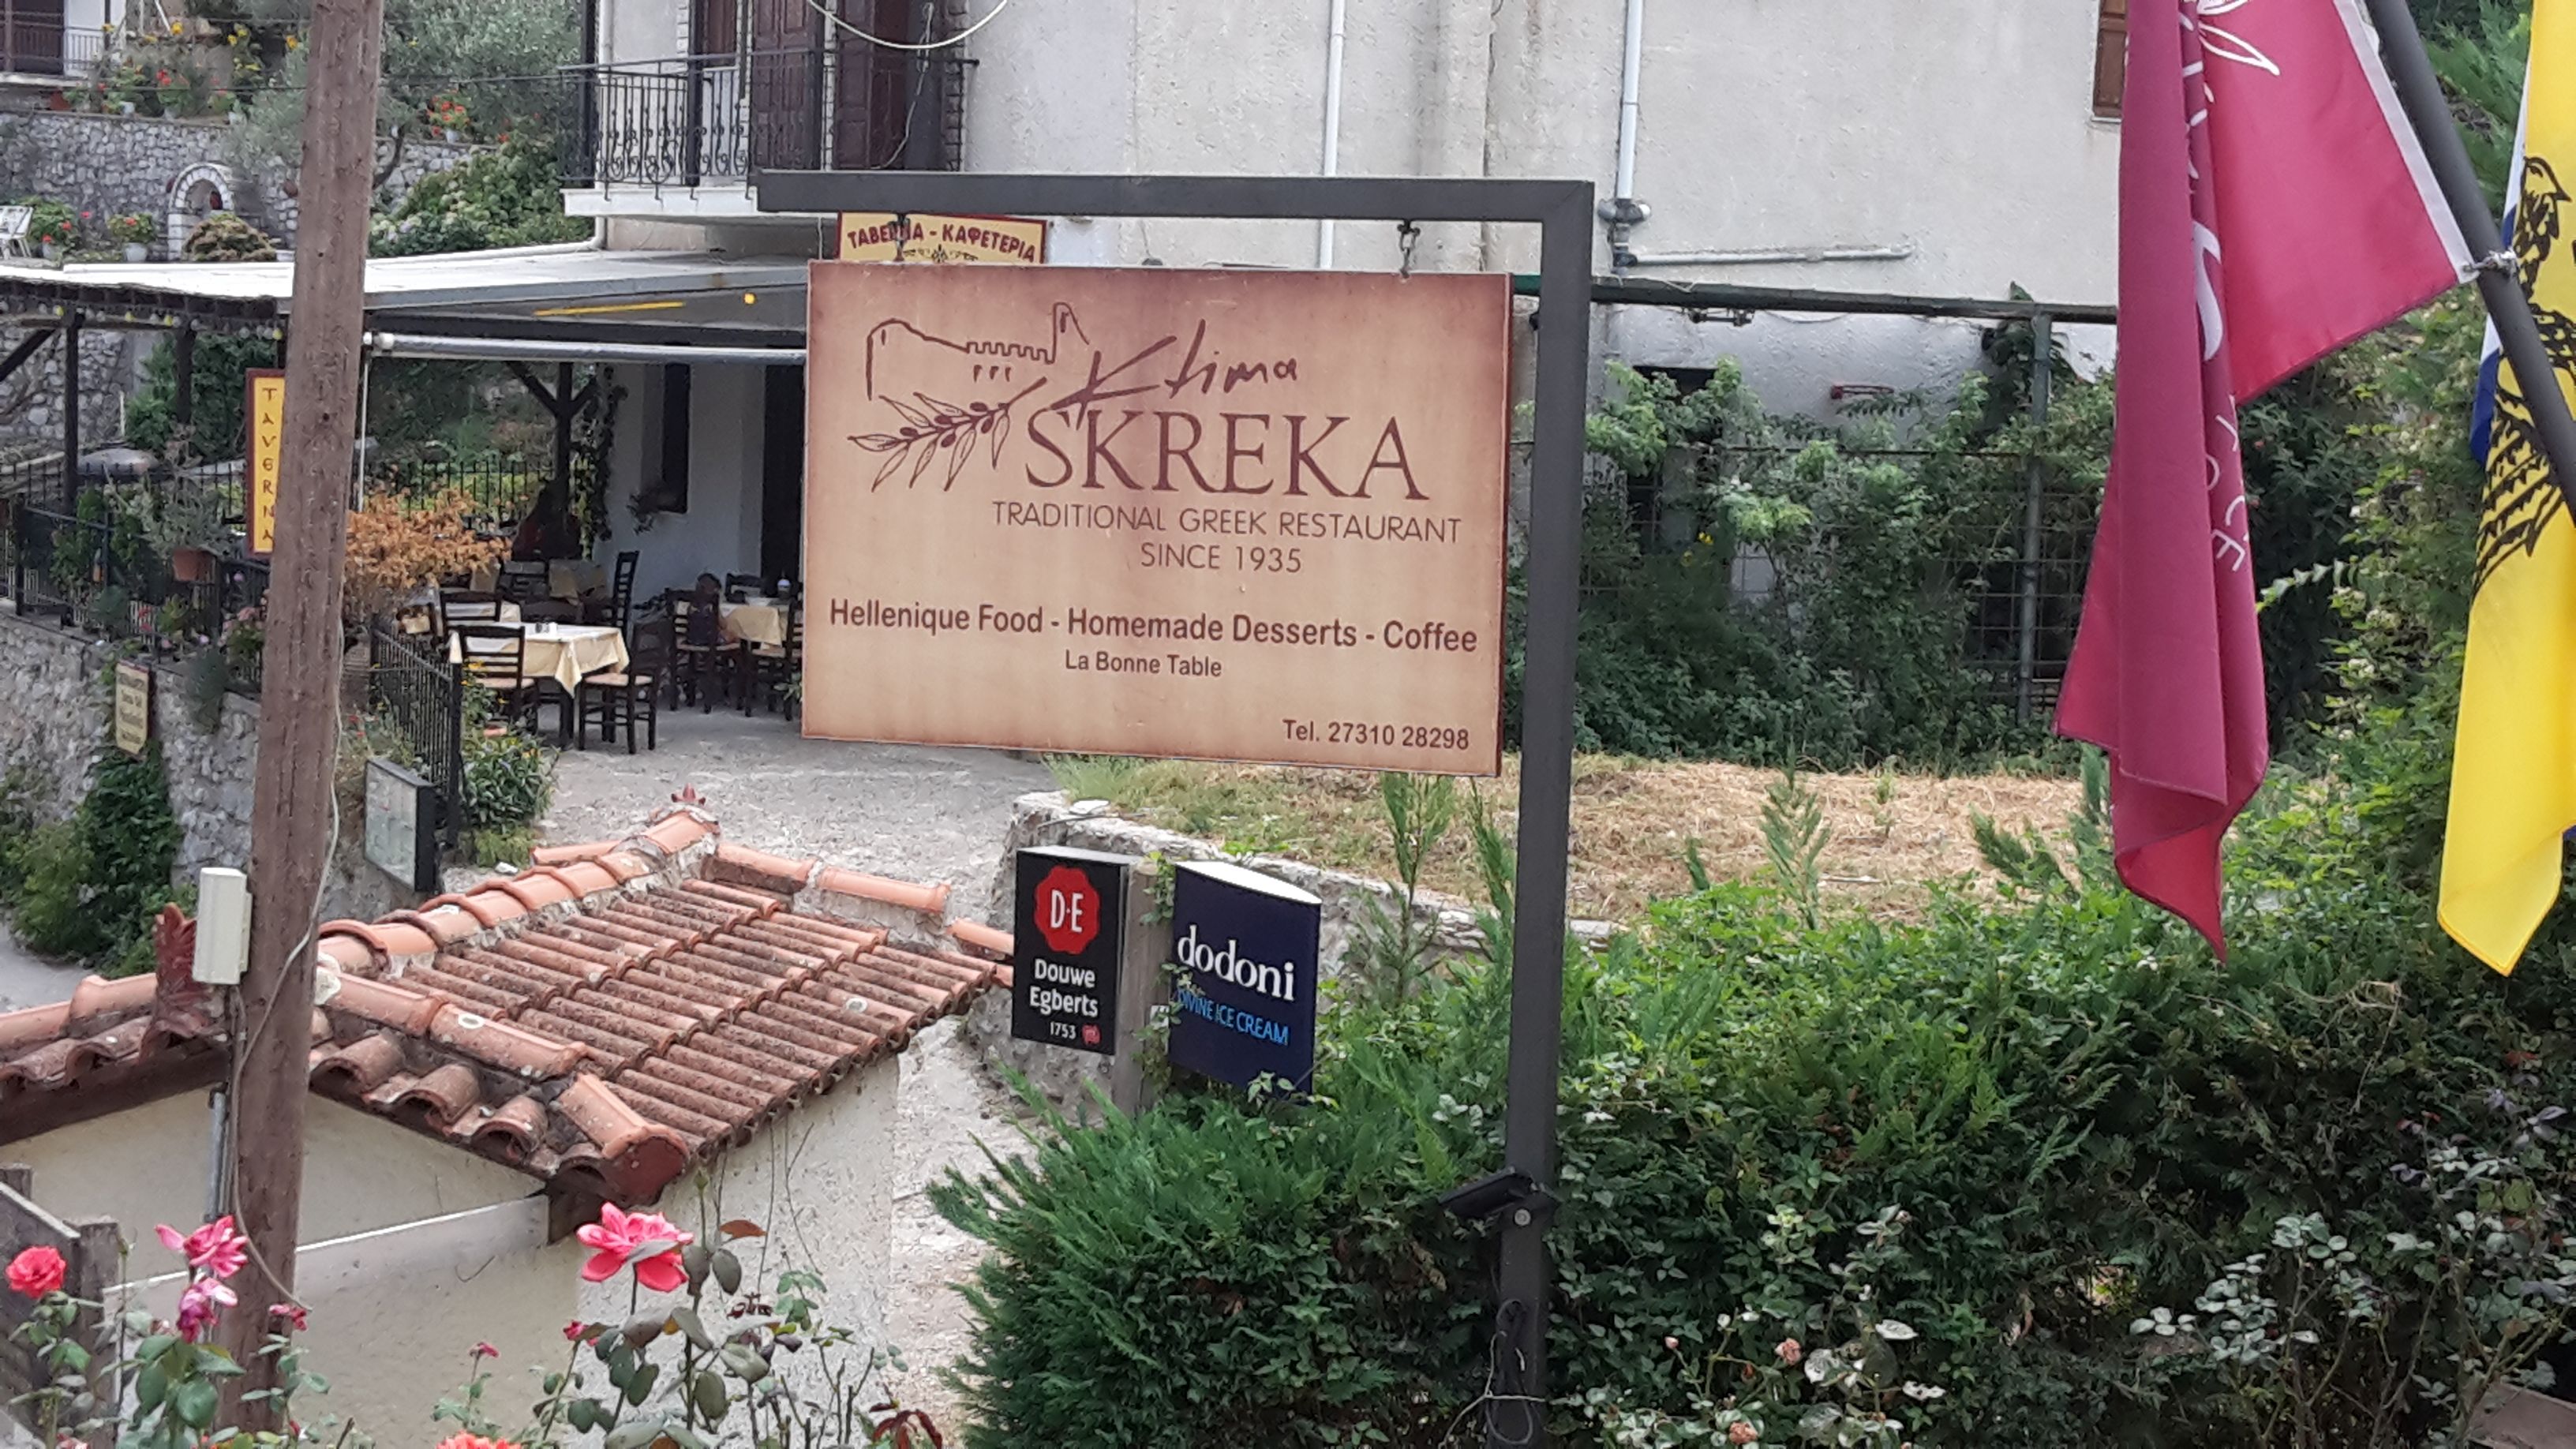 ΤΑΒΕΡΝΑ - ΚΑΦΕΤΕΡΙΑ
Ktima
SKREKA
TRADITIONAL GREEK RESTAURANT
SINCE 1935
Hellenique Food - Homemade Desserts - Coffee
La Bonne Table
Tel. 27310 28298
TAVERNA
D·E
Douwe
Egberts
1753
dodoni
DIVINE ICE CREAM